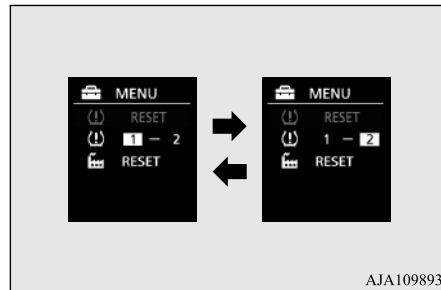 MENU
RESET
1 – 2
RESET
MENU
RESET
1 – 2
RESET
AJA109893